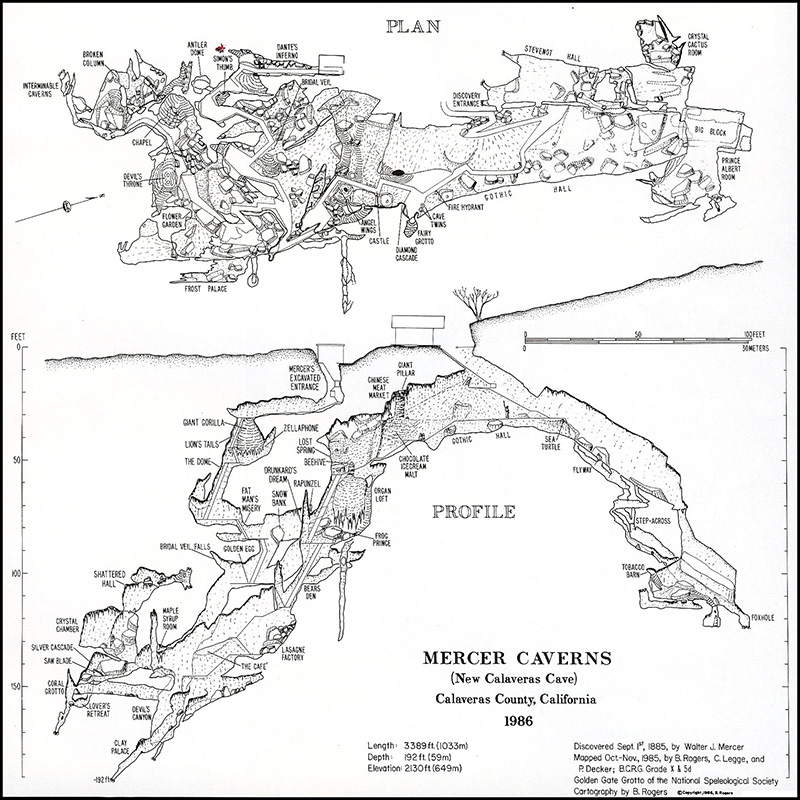 PLAN
BROKEN
COLUMN
INTERMINABLE
CAVERNS
ANTLER
DOME
SIMON'S
THUMB
DANTE'S
INFERNO
BRIDAL VEIL
STEVENOT HALL
CRYSTAL
CACTUS
ROOM
DISCOVERY
ENTRANCE
BIG BLOCK
PRINCE
ALBERT
ROOM
CHAPEL
DEVIL'S
THRONE
FLOWER
GARDEN
FROST PALACE
ANGEL
WINGS
CASTLE
DIAMOND
CASCADE
FAIRY
GROTTO
CAVE
TWINS
FIRE HYDRANT
GOTHIC HALL
FEET
0
50
100
150
-192 ft.
0 50 100 FEET
0 30 METERS
MERCER'S
EXCAVATED
ENTRANCE
CHINESE
MEAT
MARKET
GIANT
PILLAR
GIANT GORILLA
LION'S TAILS
THE DOME
ZELLAPHONE
LOST
SPRING
BEEHIVE
CHOCOLATE
ICECREAM
MALT
GOTHIC HALL
SEA
TURTLE
FLYWAY
STEP-ACROSS
TOBACCO
BARN
FOXHOLE
DRUNKARD'S
DREAM
RAPUNZEL
FAT
MAN'S
MISERY
SNOW
BANK
ORGAN
LOFT
FROG
PRINCE
PROFILE
BRIDAL VEIL FALLS
GOLDEN EGG
BEARS
DEN
SHATTERED
HALL
MAPLE
SYRUP
ROOM
CRYSTAL
CHAMBER
SILVER CASCADE
SAW BLADE
CORAL
GROTTO
LOVER'S
RETREAT
DEVIL'S
CANYON
CLAY
PALACE
THE CAFE'
LASAGNE
FACTORY
MERCER CAVERNS
(New Calaveras Cave)
Calaveras County, California
1986
Length: 3389 ft. (1033m)
Depth: 192 ft. (59m)
Elevation: 2130 ft. (649m)
Discovered Sept. 1st, 1885, by Walter J. Mercer
Mapped Oct-Nov., 1985, by B. Rogers, C. Legge, and
P. Decker; B.C.R.G. Grade X & 5d
Golden Gate Grotto of the National Speleological Society
Cartography by B. Rogers © Copyright, 1986, B. Rogers